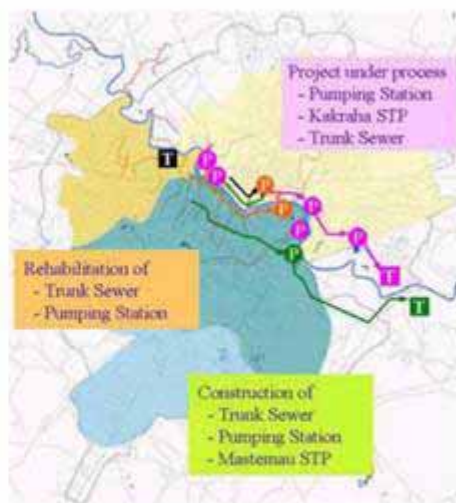 Project under process
- Pumping Station
- Kakraha STP
- Trunk Sewer
T
P
P
P
P
P
P
P
P
T
T
Rehabilitation of
- Trunk Sewer
- Pumping Station
Construction of
- Trunk Sewer
- Pumping Station
- Mastemau STP